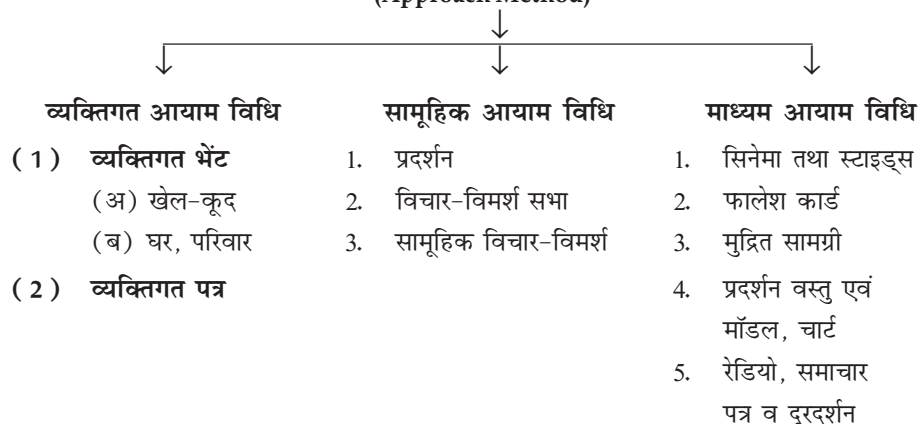 (Approach Method)
व्यक्तिगत आयाम विधि
(1) व्यक्तिगत भेंट
(अ) खेल-कूद
(ब) घर, परिवार
(2) व्यक्तिगत पत्र
सामूहिक आयाम विधि
1. प्रदर्शन
2. विचार-विमर्श सभा
3. सामूहिक विचार-विमर्श
माध्यम आयाम विधि
1. सिनेमा तथा स्टाइड्स
2. फालेश कार्ड
3. मुद्रित सामग्री
4. प्रदर्शन वस्तु एवं
मॉडल, चार्ट
5. रेडियो, समाचार
पत्र व दूरदर्शन